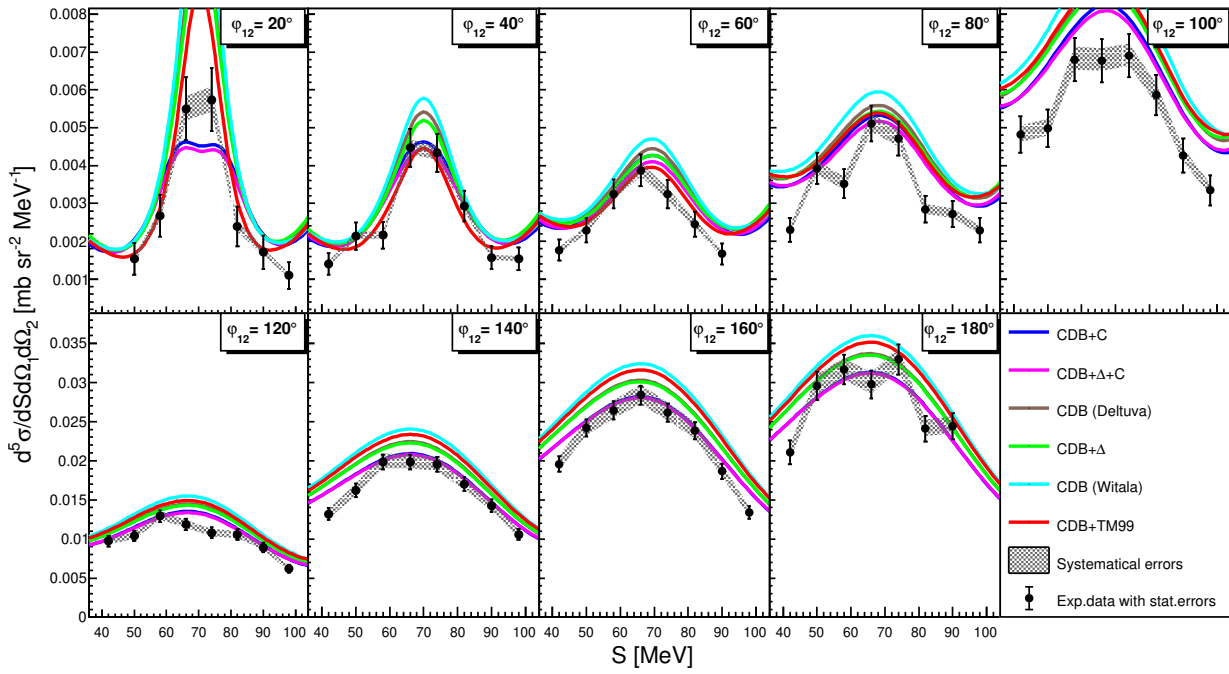 φ12= 20°
φ12= 40°
φ12= 60°
φ12= 80°
φ12= 100°
0.008
0.007
0.006
0.005
0.004
0.003
0.002
0.001
d⁵σ/dSdΩ1dΩ2 [mb sr⁻² MeV⁻¹]
φ12= 120°
φ12= 140°
φ12= 160°
φ12= 180°
0.035
0.03
0.025
0.02
0.015
0.01
0.005
0
40 50 60 70 80 90 100
40 50 60 70 80 90 100
40 50 60 70 80 90 100
40 50 60 70 80 90 100
S [MeV]
CDB+C
CDB+Δ+C
CDB (Deltuva)
CDB+Δ
CDB (Witala)
CDB+TM99
Systematical errors
Exp.data with stat.errors